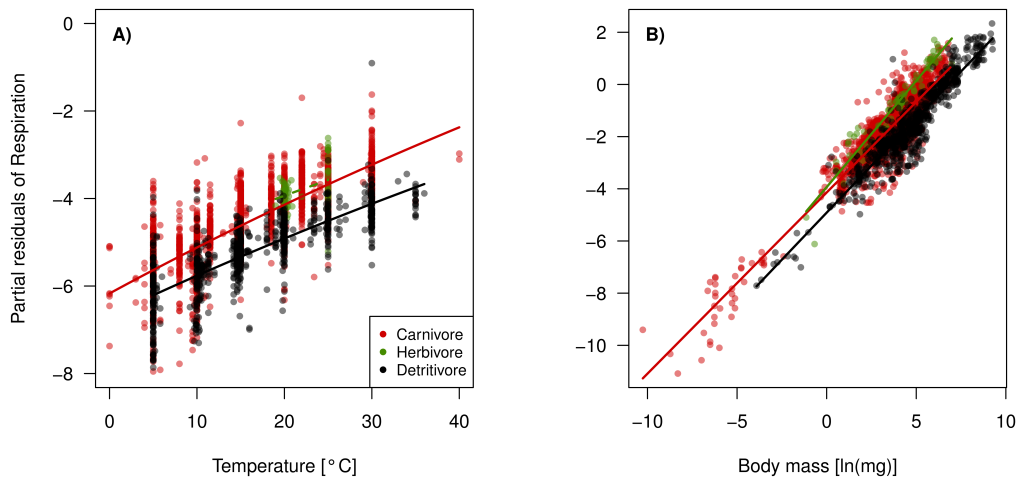 A)
Partial residuals of Respiration
0
−2
−4
−6
−8
0 10 20 30 40
Temperature [°C]
Carnivore
Herbivore
Detritivore
B)
2
0
−2
−4
−6
−8
−10
−10 −5 0 5 10
Body mass [ln(mg)]